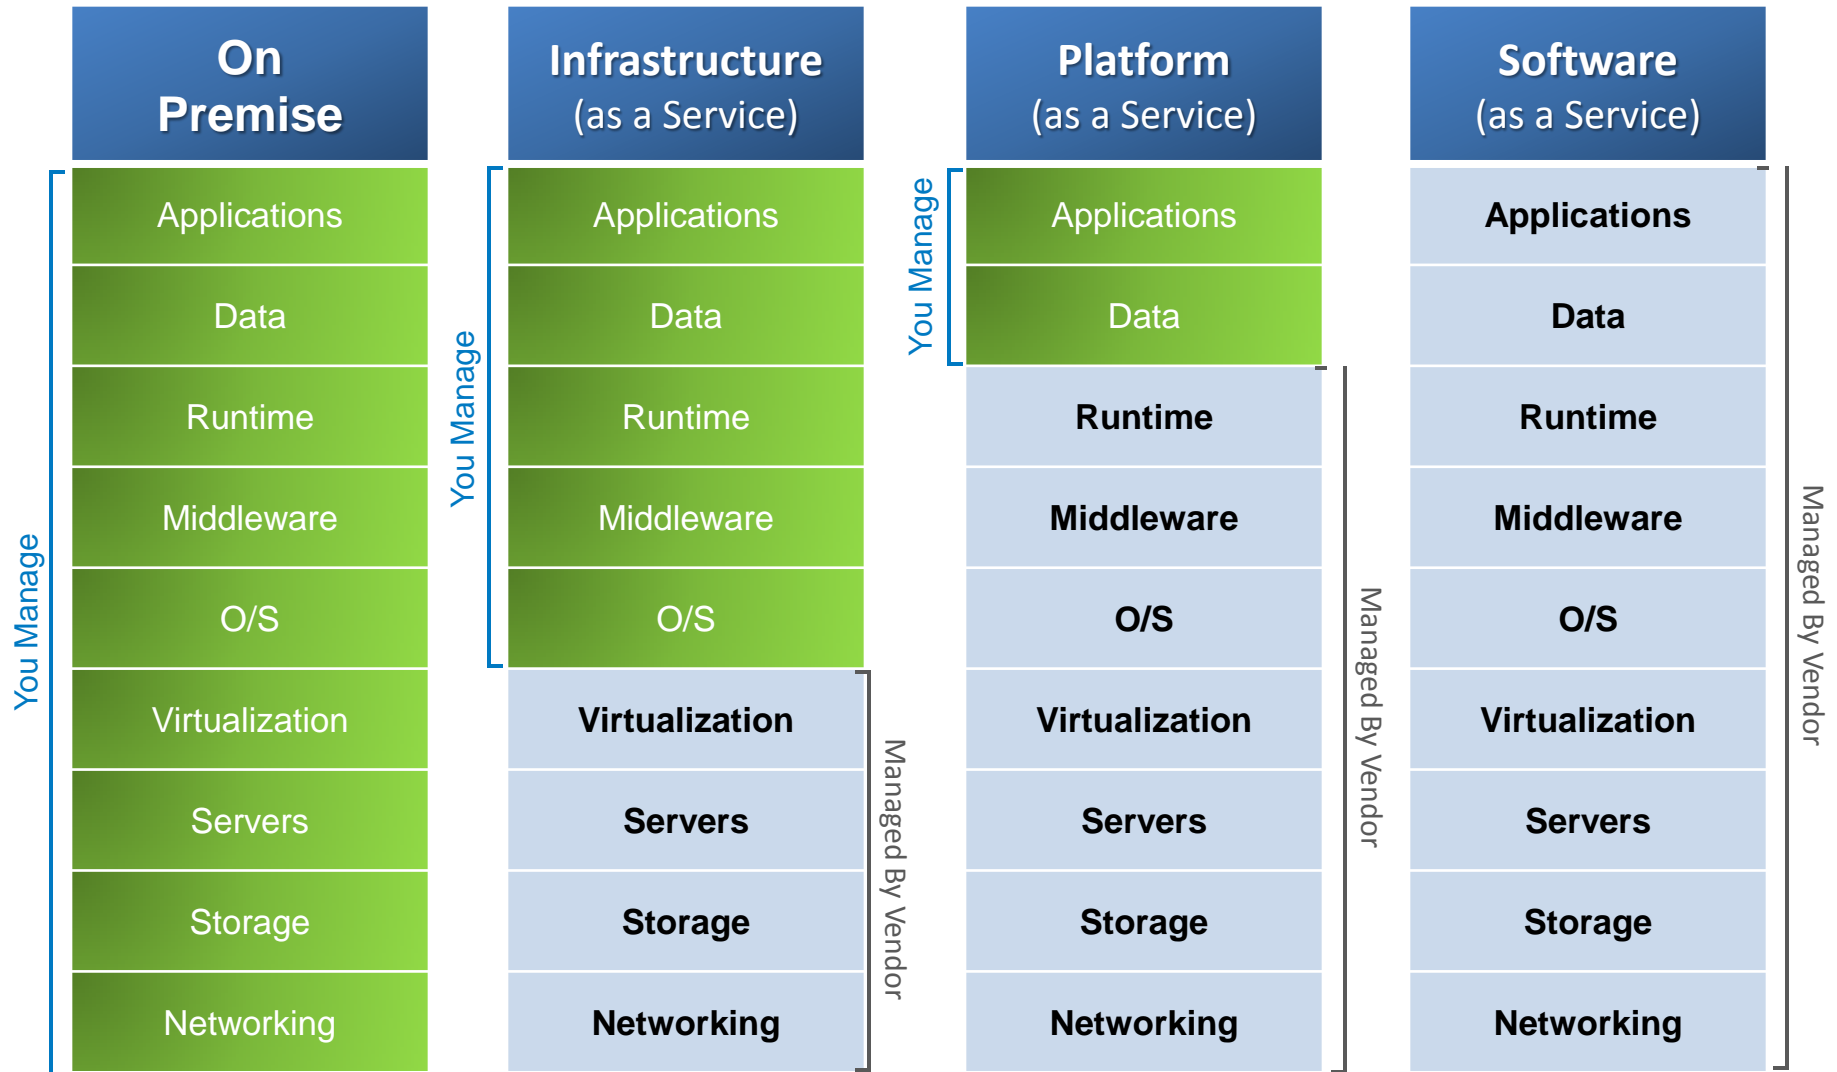 On
Premise
You Manage
Applications
Data
Runtime
Middleware
O/S
Virtualization
Servers
Storage
Networking
Infrastructure
(as a Service)
You Manage
Applications
Data
Runtime
Middleware
O/S
Virtualization
Servers
Storage
Networking
Managed By Vendor
Platform
(as a Service)
You Manage
Applications
Data
Runtime
Middleware
O/S
Virtualization
Servers
Storage
Networking
Managed By Vendor
Software
(as a Service)
Applications
Data
Runtime
Middleware
O/S
Virtualization
Servers
Storage
Networking
Managed By Vendor